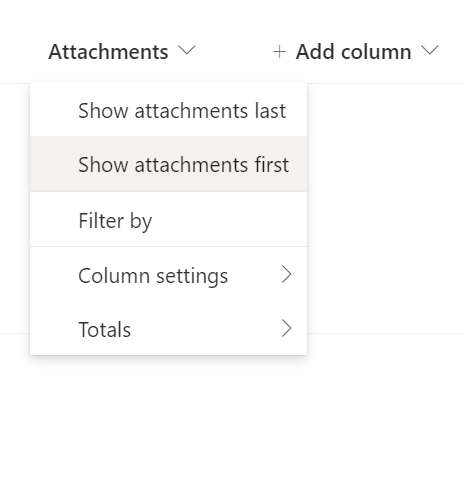 Attachments
+ Add column
Show attachments last
Show attachments first
Filter by
Column settings
Totals